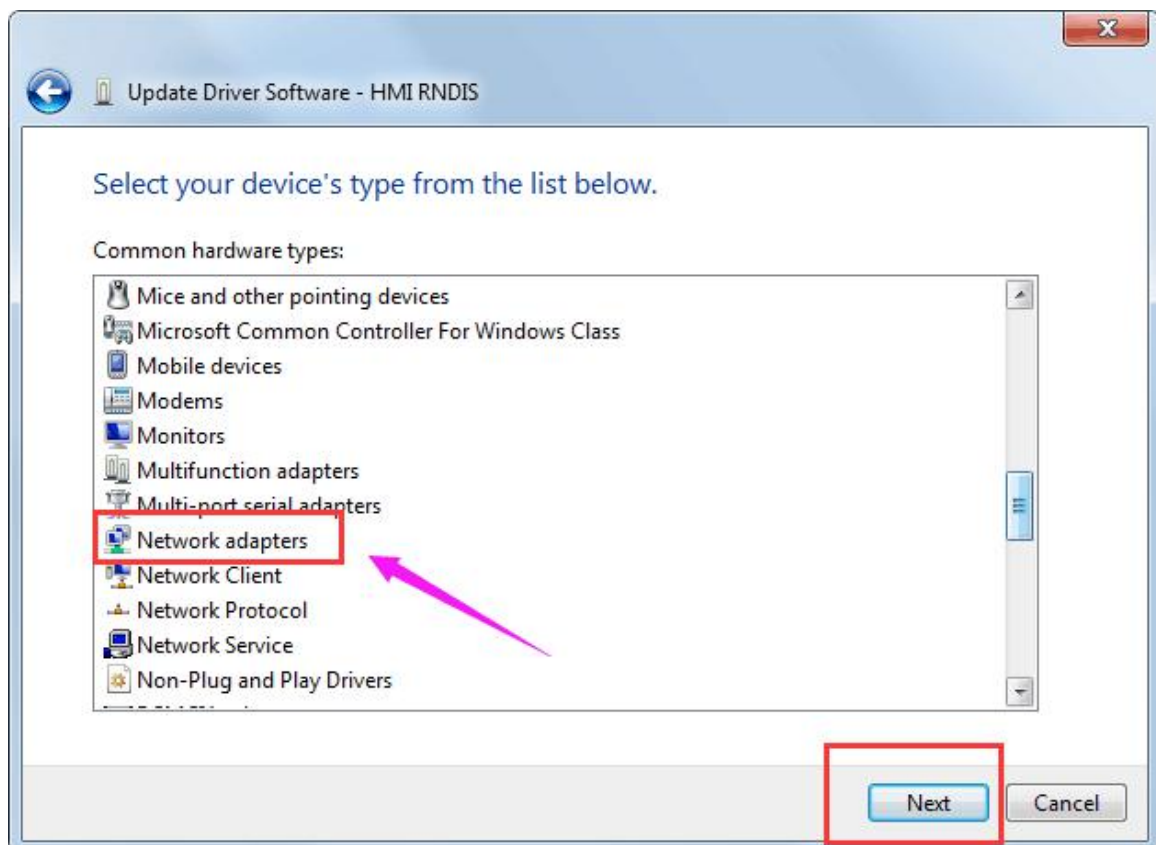 Update Driver Software - HMI RNDIS
Select your device's type from the list below.
Common hardware types:
Mice and other pointing devices
Microsoft Common Controller For Windows Class
Mobile devices
Modems
Monitors
Multifunction adapters
Multi-port serial adapters
Network adapters
Network Client
Network Protocol
Network Service
Non-Plug and Play Drivers
Next
Cancel